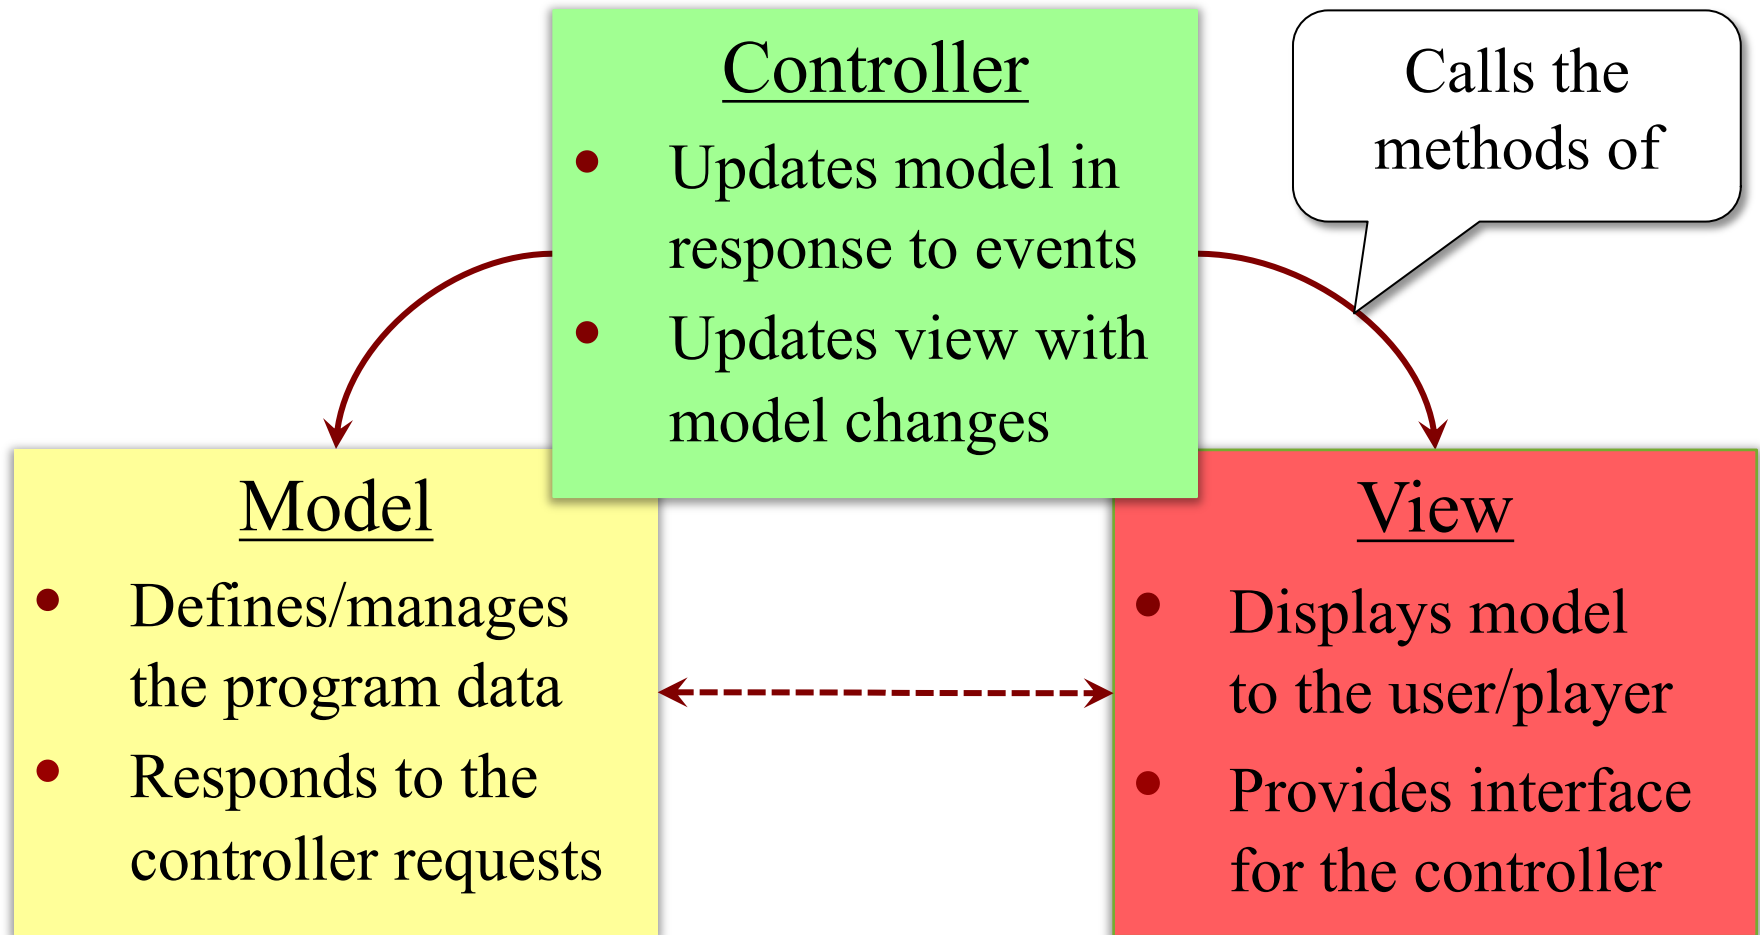 Controller
• Updates model in
response to events
• Updates view with
model changes
Calls the
methods of
Model
• Defines/manages
the program data
• Responds to the
controller requests
View
• Displays model
to the user/player
• Provides interface
for the controller